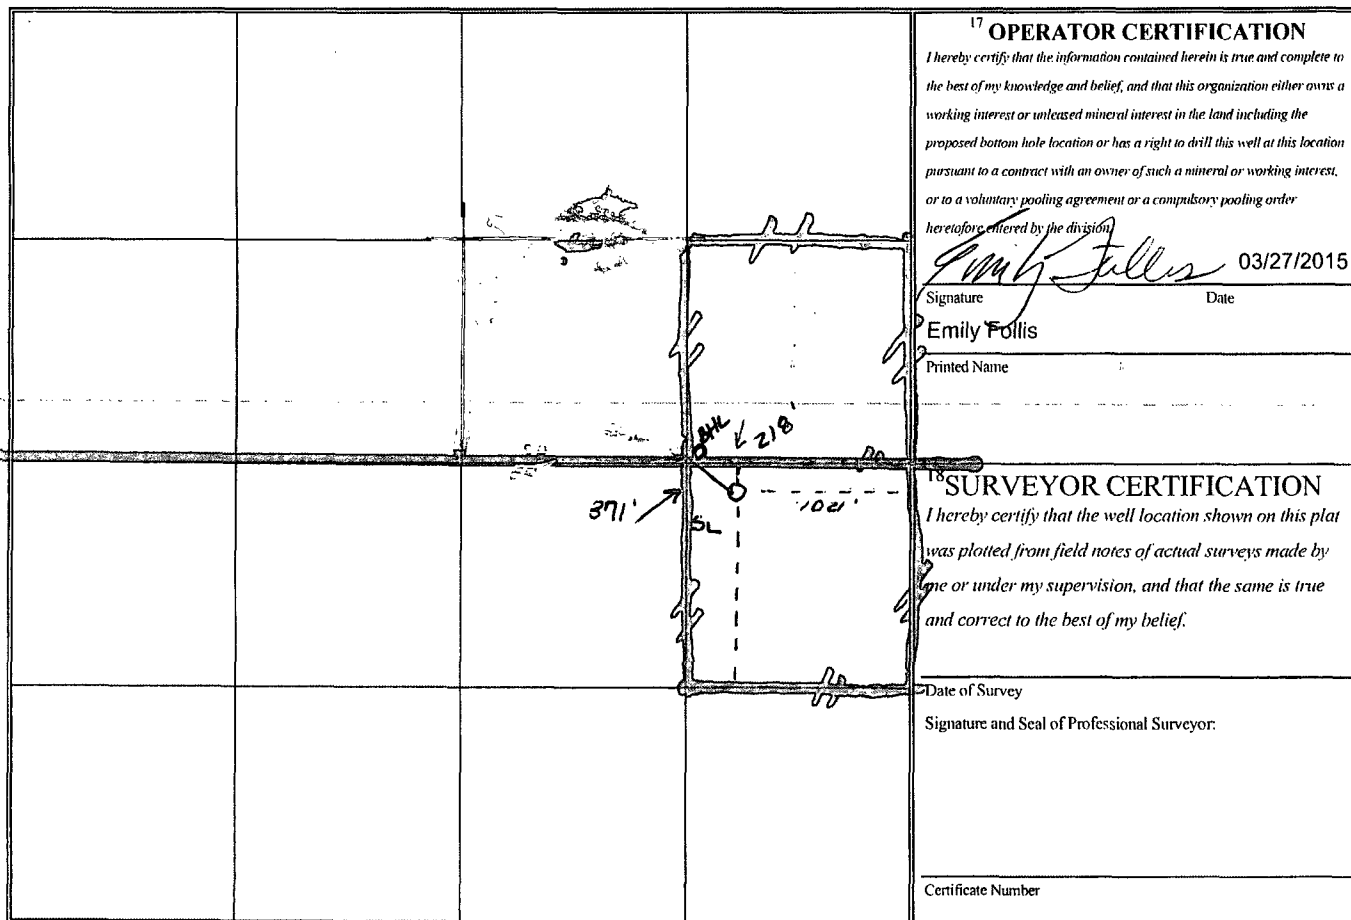 BHL
218'
371'
1021'
SL
17 OPERATOR CERTIFICATION
I hereby certify that the information contained herein is true and complete to
the best of my knowledge and belief, and that this organization either owns a
working interest or unleased mineral interest in the land including the
proposed bottom hole location or has a right to drill this well at this location
pursuant to a contract with an owner of such a mineral or working interest,
or to a voluntary pooling agreement or a compulsory pooling order
heretofore entered by the division.
Emily Follis 03/27/2015
Signature Date
Emily Follis
Printed Name
18 SURVEYOR CERTIFICATION
I hereby certify that the well location shown on this plat
was plotted from field notes of actual surveys made by
me or under my supervision, and that the same is true
and correct to the best of my belief.
Date of Survey
Signature and Seal of Professional Surveyor:
Certificate Number